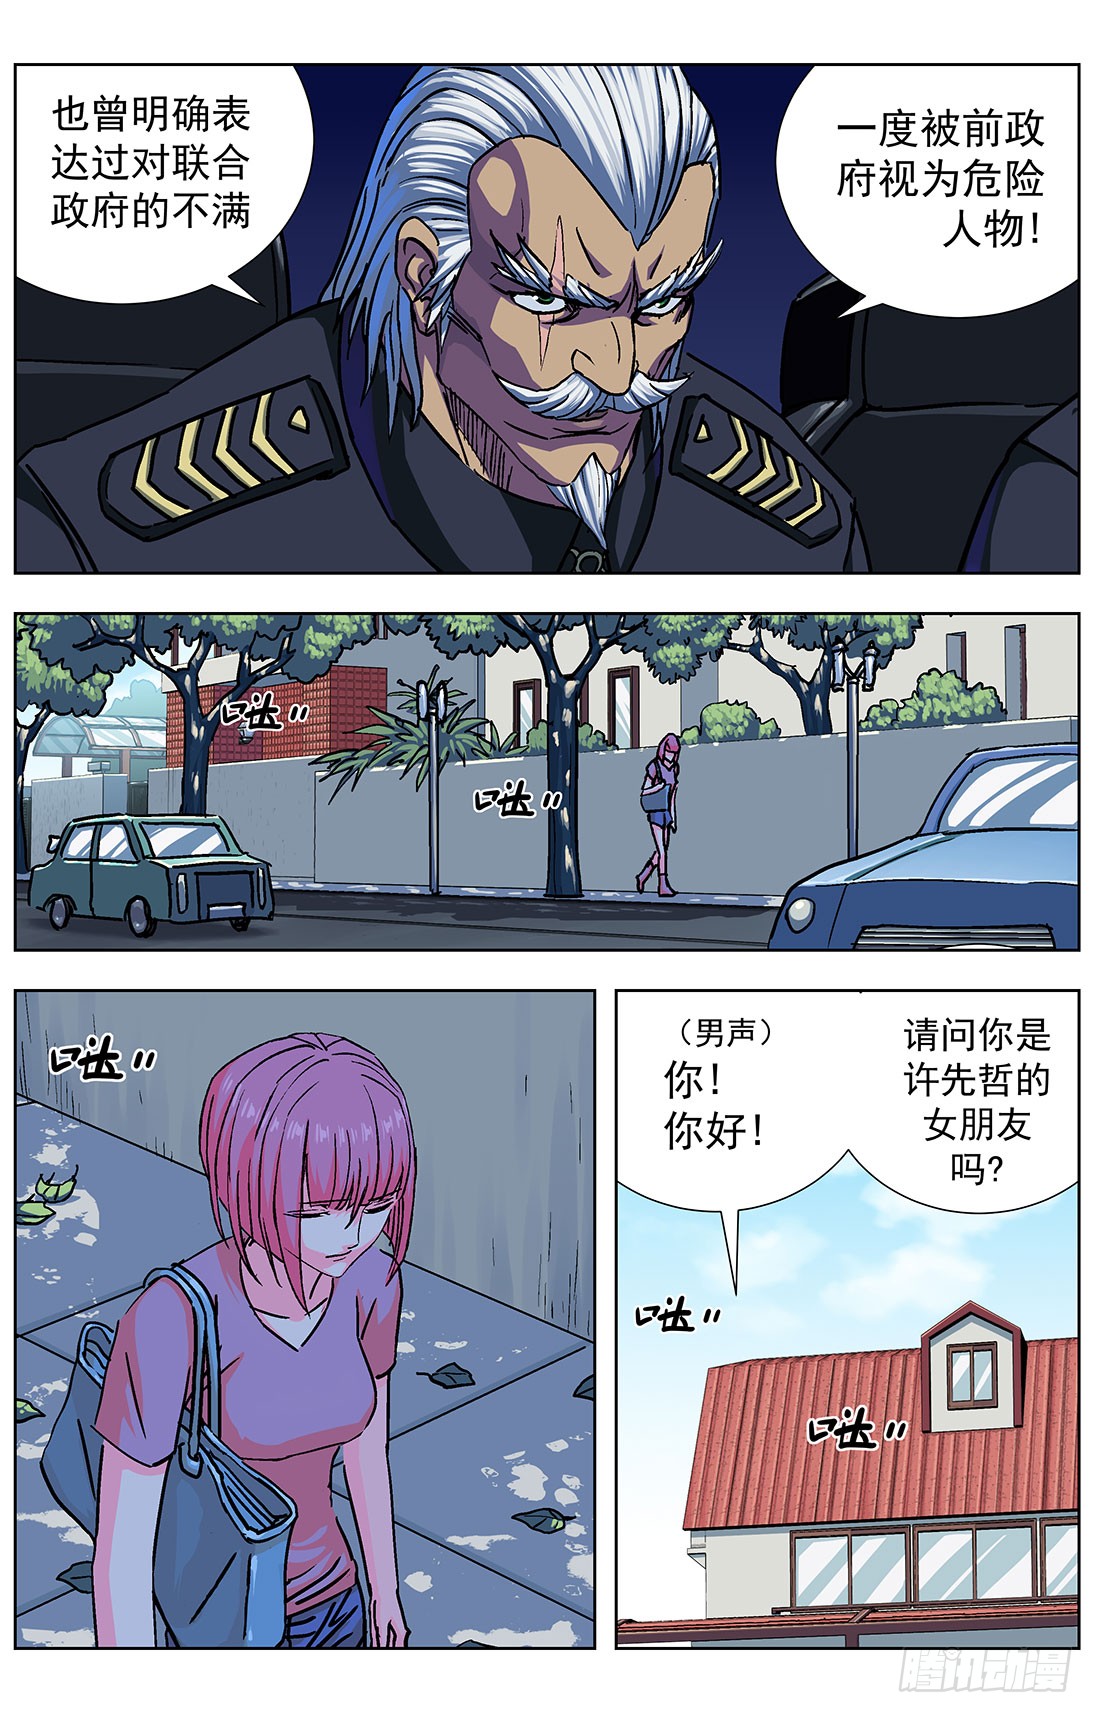 也曾明确表
达过对联合
政府的不满
一度被前政
府视为危险
人物!
哒〃
哒〃
哒〃
（男声）
你!
你好!
请问你是
许先哲的
女朋友
吗?
哒〃
哒〃
腾讯动漫